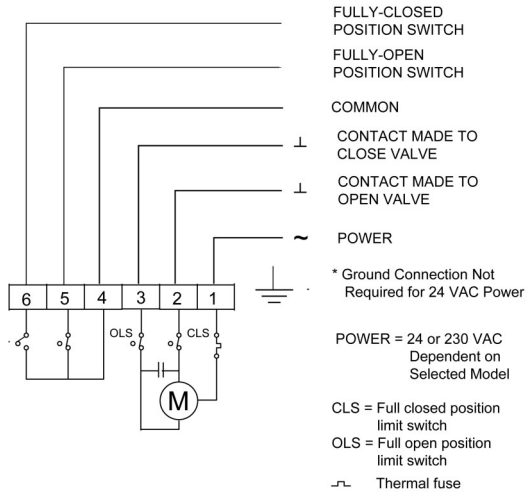 FULLY-CLOSED
POSITION SWITCH
FULLY-OPEN
POSITION SWITCH
COMMON
CONTACT MADE TO
CLOSE VALVE
CONTACT MADE TO
OPEN VALVE
~ POWER
* Ground Connection Not
Required for 24 VAC Power
6 5 4 3 2 1
OLS CLS
M
POWER = 24 or 230 VAC
Dependent on
Selected Model
CLS = Full closed position
limit switch
OLS = Full open position
limit switch
Thermal fuse